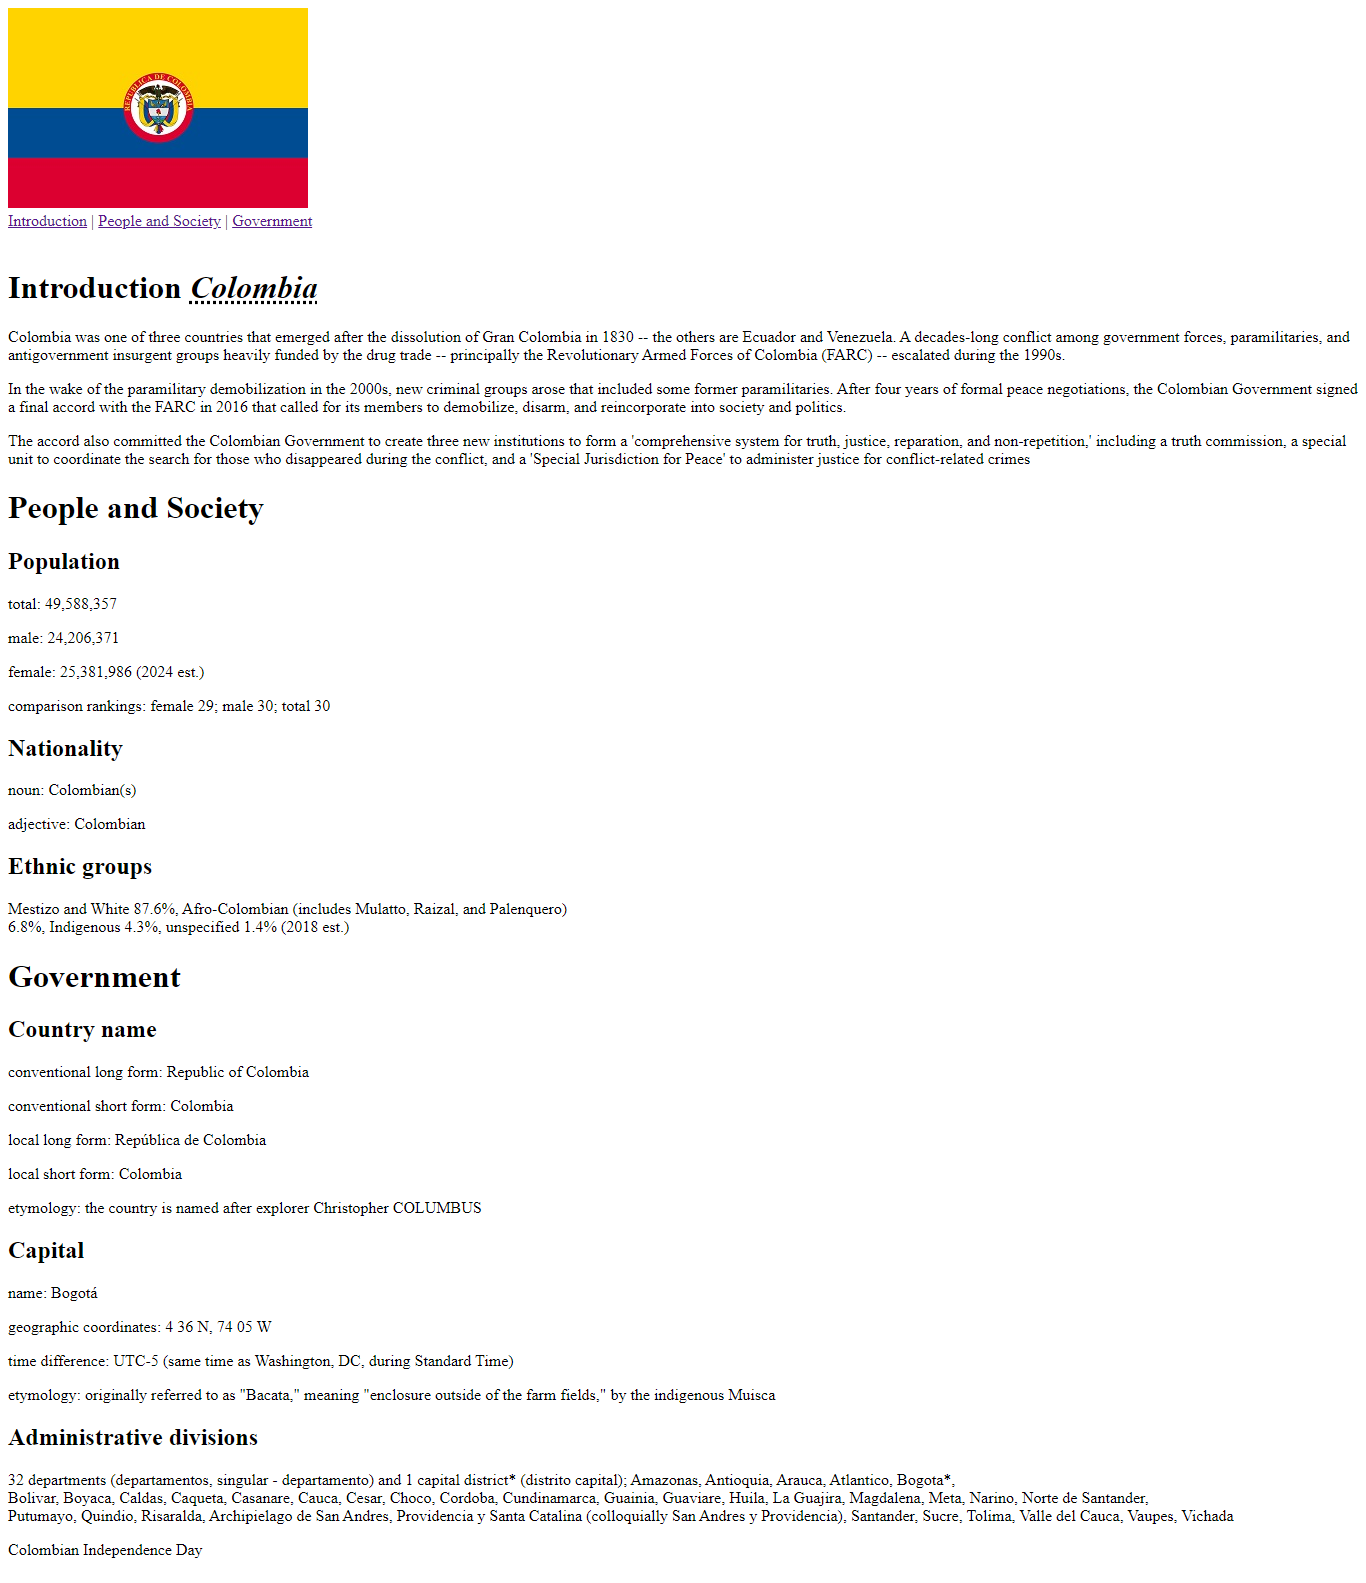 REPUBLICA DE COLOMBIA
Introduction | People and Society | Government
Introduction Colombia
Colombia was one of three countries that emerged after the dissolution of Gran Colombia in 1830 -- the others are Ecuador and Venezuela. A decades-long conflict among government forces, paramilitaries, and
antigovernment insurgent groups heavily funded by the drug trade -- principally the Revolutionary Armed Forces of Colombia (FARC) -- escalated during the 1990s.
In the wake of the paramilitary demobilization in the 2000s, new criminal groups arose that included some former paramilitaries. After four years of formal peace negotiations, the Colombian Government signed
a final accord with the FARC in 2016 that called for its members to demobilize, disarm, and reincorporate into society and politics.
The accord also committed the Colombian Government to create three new institutions to form a 'comprehensive system for truth, justice, reparation, and non-repetition,' including a truth commission, a special
unit to coordinate the search for those who disappeared during the conflict, and a 'Special Jurisdiction for Peace' to administer justice for conflict-related crimes
People and Society
Population
total: 49,588,357
male: 24,206,371
female: 25,381,986 (2024 est.)
comparison rankings: female 29; male 30; total 30
Nationality
noun: Colombian(s)
adjective: Colombian
Ethnic groups
Mestizo and White 87.6%, Afro-Colombian (includes Mulatto, Raizal, and Palenquero)
6.8%, Indigenous 4.3%, unspecified 1.4% (2018 est.)
Government
Country name
conventional long form: Republic of Colombia
conventional short form: Colombia
local long form: República de Colombia
local short form: Colombia
etymology: the country is named after explorer Christopher COLUMBUS
Capital
name: Bogotá
geographic coordinates: 4 36 N, 74 05 W
time difference: UTC-5 (same time as Washington, DC, during Standard Time)
etymology: originally referred to as "Bacata," meaning "enclosure outside of the farm fields," by the indigenous Muisca
Administrative divisions
32 departments (departamentos, singular - departamento) and 1 capital district* (distrito capital); Amazonas, Antioquia, Arauca, Atlantico, Bogota*,
Bolivar, Boyaca, Caldas, Caqueta, Casanare, Cauca, Cesar, Choco, Cordoba, Cundinamarca, Guainia, Guaviare, Huila, La Guajira, Magdalena, Meta, Narino, Norte de Santander,
Putumayo, Quindio, Risaralda, Archipielago de San Andres, Providencia y Santa Catalina (colloquially San Andres y Providencia), Santander, Sucre, Tolima, Valle del Cauca, Vaupes, Vichada
Colombian Independence Day